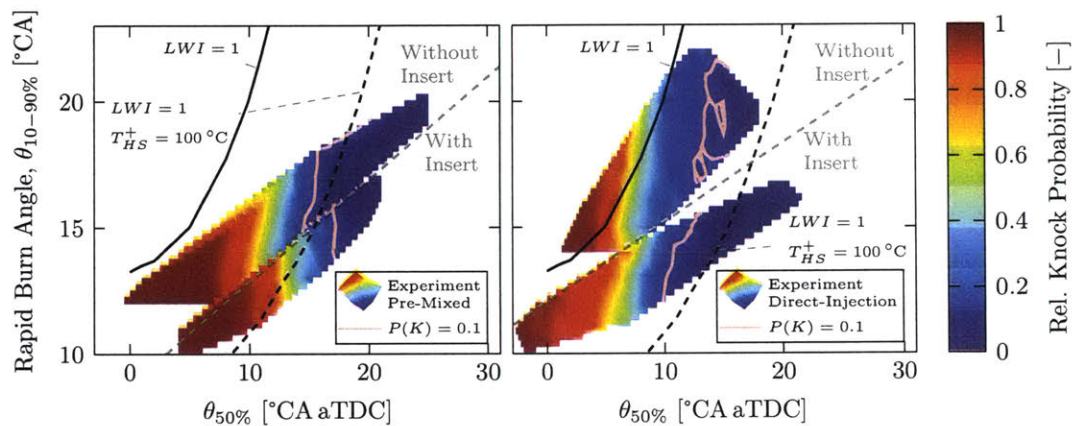 Rapid Burn Angle, θ10−90% [°CA]
20
15
10
LWI = 1
LWI = 1
T+HS = 100 °C
Without
Insert
With
Insert
Experiment
Pre-Mixed
P(K) = 0.1
0
10
20
30
θ50% [°CA aTDC]
LWI = 1
Without
Insert
With
Insert
LWI = 1
T+HS = 100 °C
Experiment
Direct-Injection
P(K) = 0.1
0
10
20
30
θ50% [°CA aTDC]
1
0.8
0.6
0.4
0.2
0
Rel. Knock Probability [−]